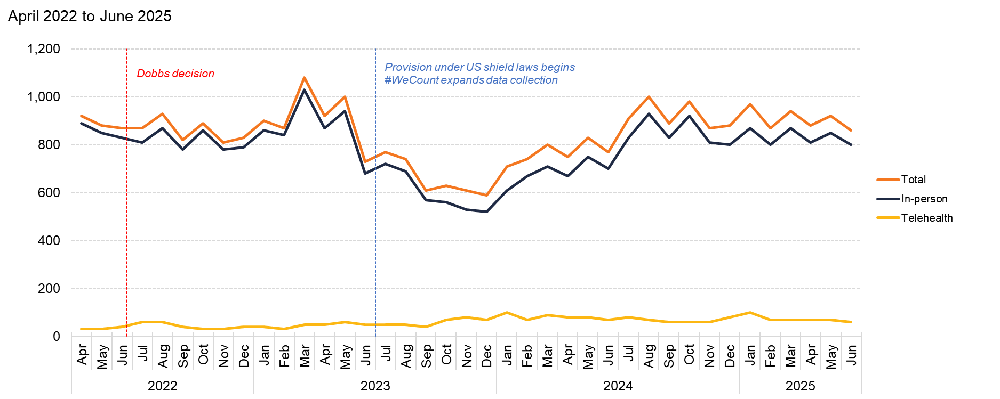 April 2022 to June 2025
1,200
1,000
800
600
400
200
0
Dobbs decision
Provision under US shield laws begins
#WeCount expands data collection
Total
In-person
Telehealth
Apr May Jun Jul Aug Sep Oct Nov Dec Jan Feb Mar Apr May Jun Jul Aug Sep Oct Nov Dec Jan Feb Mar Apr May Jun Jul Aug Sep Oct Nov Dec Jan Feb Mar Apr May Jun
2022 2023 2024 2025